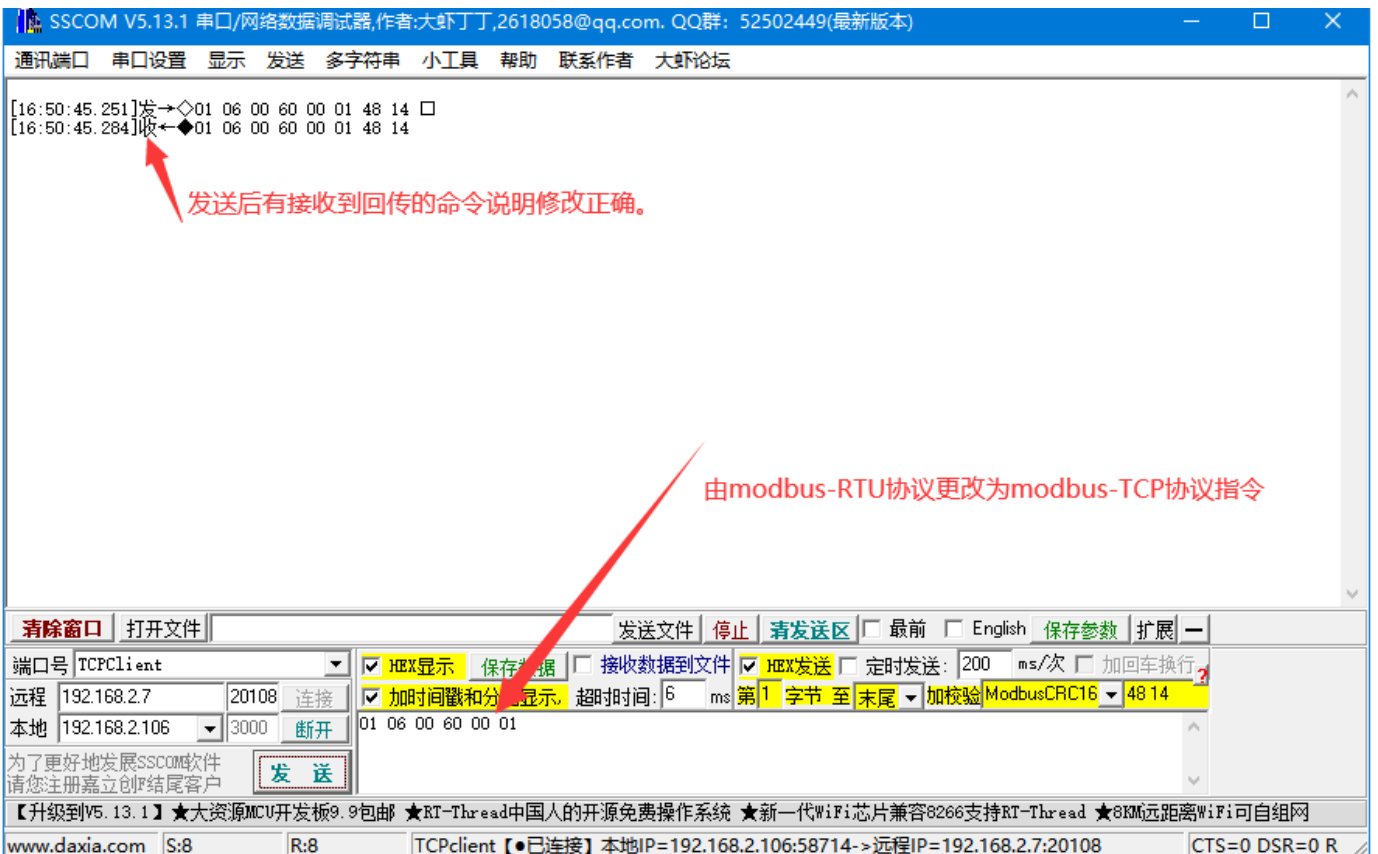 SSCOM V5.13.1 串口/网络数据调试器,作者:大虾丁丁,2618058@qq.com. QQ群: 52502449(最新版本)
通讯端口 串口设置 显示 发送 多字符串 小工具 帮助 联系作者 大虾论坛
[16:50:45.251]发→◇01 06 00 60 00 01 48 14 □
[16:50:45.284]收←◆01 06 00 60 00 01 48 14
发送后有接收到回传的命令说明修改正确。
由modbus-RTU协议更改为modbus-TCP协议指令
清除窗口 打开文件 发送文件 停止 清发送区 最前 English 保存参数 扩展 —
端口号 TCPClient HEX显示 保存数据 接收数据到文件 HEX发送 定时发送: 200 ms/次 加回车换行 ?
远程 192.168.2.7 20108 连接 加时间戳和分包显示, 超时时间: 6 ms 第 1 字节 至 末尾 加校验 ModbusCRC16 48 14
本地 192.168.2.106 3000 断开 01 06 00 60 00 01
为了更好地发展SSCOM软件
请您注册嘉立创F结尾客户
发 送
【升级到V5.13.1】★大资源MCU开发板9.9包邮 ★RT-Thread中国人的开源免费操作系统 ★新一代WiFi芯片兼容8266支持RT-Thread ★8KM远距离WiFi可自组网
www.daxia.com S:8 R:8 TCPclient【●已连接】本地IP=192.168.2.106:58714->远程IP=192.168.2.7:20108 CTS=0 DSR=0 R